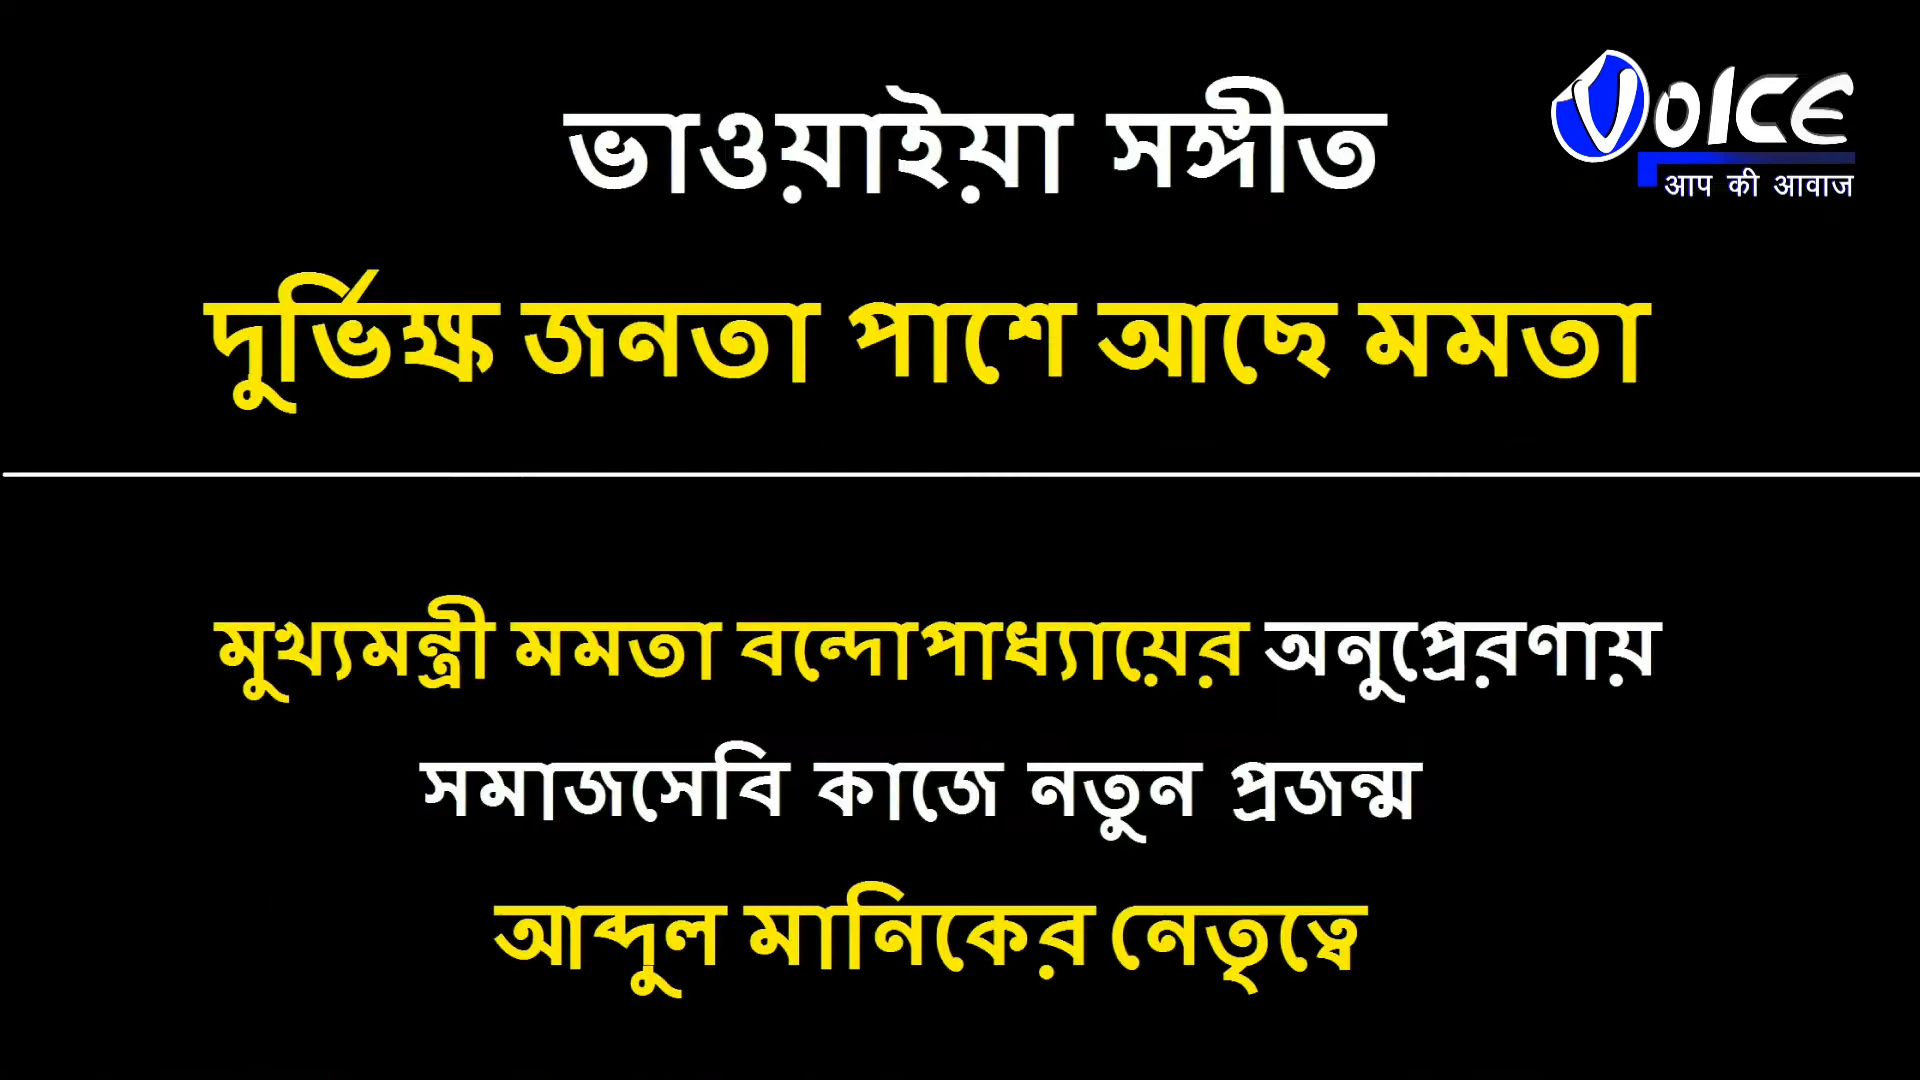 ভাওয়াইয়া সঙ্গীত
VOICE
आप की आवाज
দুর্ভিক্ষ জনতা পাশে আছে মমতা
মুখ্যমন্ত্রী মমতা বন্দোপাধ্যায়ের অনুপ্রেরণায়
সমাজসেবি কাজে নতুন প্রজন্ম
আব্দুল মানিকের নেতৃত্বে